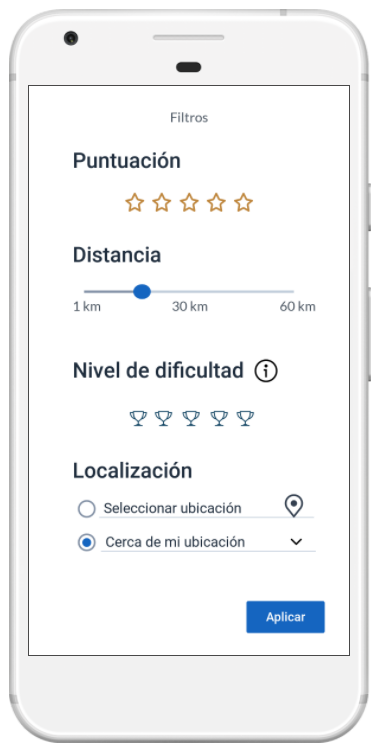 Filtros
Puntuación
Distancia
1 km 30 km 60 km
Nivel de dificultad
Localización
Seleccionar ubicación
Cerca de mi ubicación
Aplicar